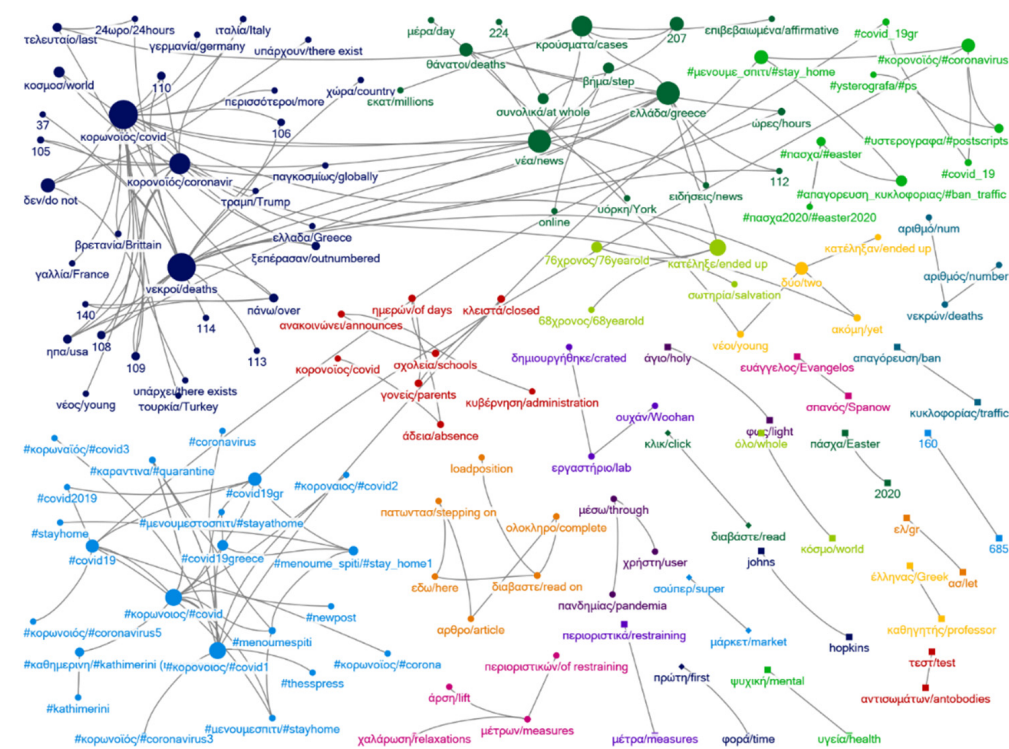 24ωρο/24hours
ιταλία/Italy
τελευταίο/last
γερμανία/germany
υπάρχουν/there exist
κοσμοσ/world
110
χώρα/country
περισσότεροι/more
37
κορωνοϊός/covid
106
105
κορονοϊός/coronavir
παγκοσμίως/globally
δεν/do not
τραμπ/Trump
βρετανία/Brittain
ελλαδα/Greece
ξεπέρασαν/outnumbered
γαλλία/France
νεκροί/deaths
140
πάνω/over
114
ηπα/usa
108
109
113
υπάρχει/there exists
νέος/young
τουρκία/Turkey
μέρα/day
224
κρούσματα/cases
207
επιβεβαιωμένα/affirmative
θάνατοι/deaths
βήμα/step
εκατ/millions
συνολικά/at whole
ελλάδα/greece
ώρες/hours
νέα/news
112
ειδήσεις/news
υόρκη/York
online
#covid_19gr
#κορονοϊός/#coronavirus
#μενουμε_σπιτι/#stay_home
#ysterografa/#ps
#υστερογραφα/#postscripts
#πασχα/#easter
#covid_19
#απαγορευση_κυκλοφοριας/#ban_traffic
#πασχα2020/#easter2020
76χρονος/76yearold
κατέληξε/ended up
σωτηρία/salvation
68χρονος/68yearold
κατέληξαν/ended up
δύο/two
ακόμη/yet
νέοι/young
αριθμό/num
αριθμός/number
νεκρών/deaths
ημερών/of days
κλειστά/closed
ανακοινώνει/announces
σχολεία/schools
κορονοϊος/covid
γονείς/parents
κυβέρνηση/administration
άδεια/absence
δημιουργήθηκε/crated
ουχάν/Woohan
εργαστήριο/lab
άγιο/holy
φως/light
ευάγγελος/Evangelos
σπανός/Spanow
απαγόρευση/ban
κυκλοφορίας/traffic
κλικ/click
διαβάστε/read
όλο/whole
κόσμο/world
πάσχα/Easter
2020
160
685
#κορωναϊος/#covid3
#coronavirus
#καραντινα/#quarantine
#covid19gr
#κοροναιος/#covid2
#covid2019
#μενουμεστοσπιτι/#stayathome
#stayhome
#covid19
#covid19greece
#menoume_spiti/#stay_home1
#κορωνοιος/#covid
#newpost
#κορωνοιός/#coronavirus5
#menoumespiti
#καθημερινη/#kathimerini
#κορονοιος/#covid1
#κορωνοϊος/#corona
#thesspress
#kathimerini
#μενουμεσπιτι/#stayhome
#κορωνοϊός/#coronavirus3
loadposition
πατωντασ/stepping on
ολοκληρο/complete
εδω/here
διαβαστε/read on
αρθρο/article
μέσω/through
χρήστη/user
πανδημίας/pandemia
περιοριστικά/restraining
μέτρα/measures
περιοριστικών/of restraining
άρση/lift
μέτρων/measures
χαλάρωση/relaxations
σούπερ/super
μάρκετ/market
πρώτη/first
φορά/time
johns
hopkins
ψυχική/mental
υγεία/health
ελ/gr
ασ/let
έλληνας/Greek
καθηγητής/professor
τεστ/test
αντισωμάτων/antobodies